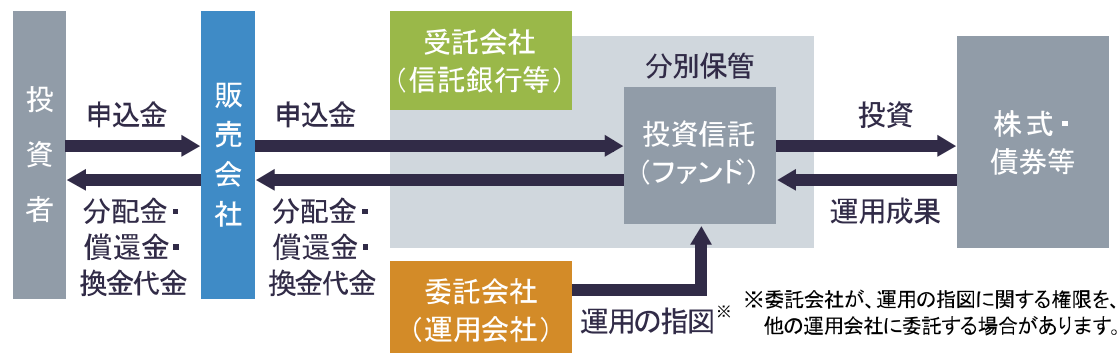 投資者
申込金
分配金・
償還金・
換金代金
販売会社
申込金
分配金・
償還金・
換金代金
受託会社
（信託銀行等）
分別保管
投資信託
（ファンド）
委託会社
（運用会社）
運用の指図※
投資
運用成果
株式・
債券等
※委託会社が、運用の指図に関する権限を、
他の運用会社に委託する場合があります。